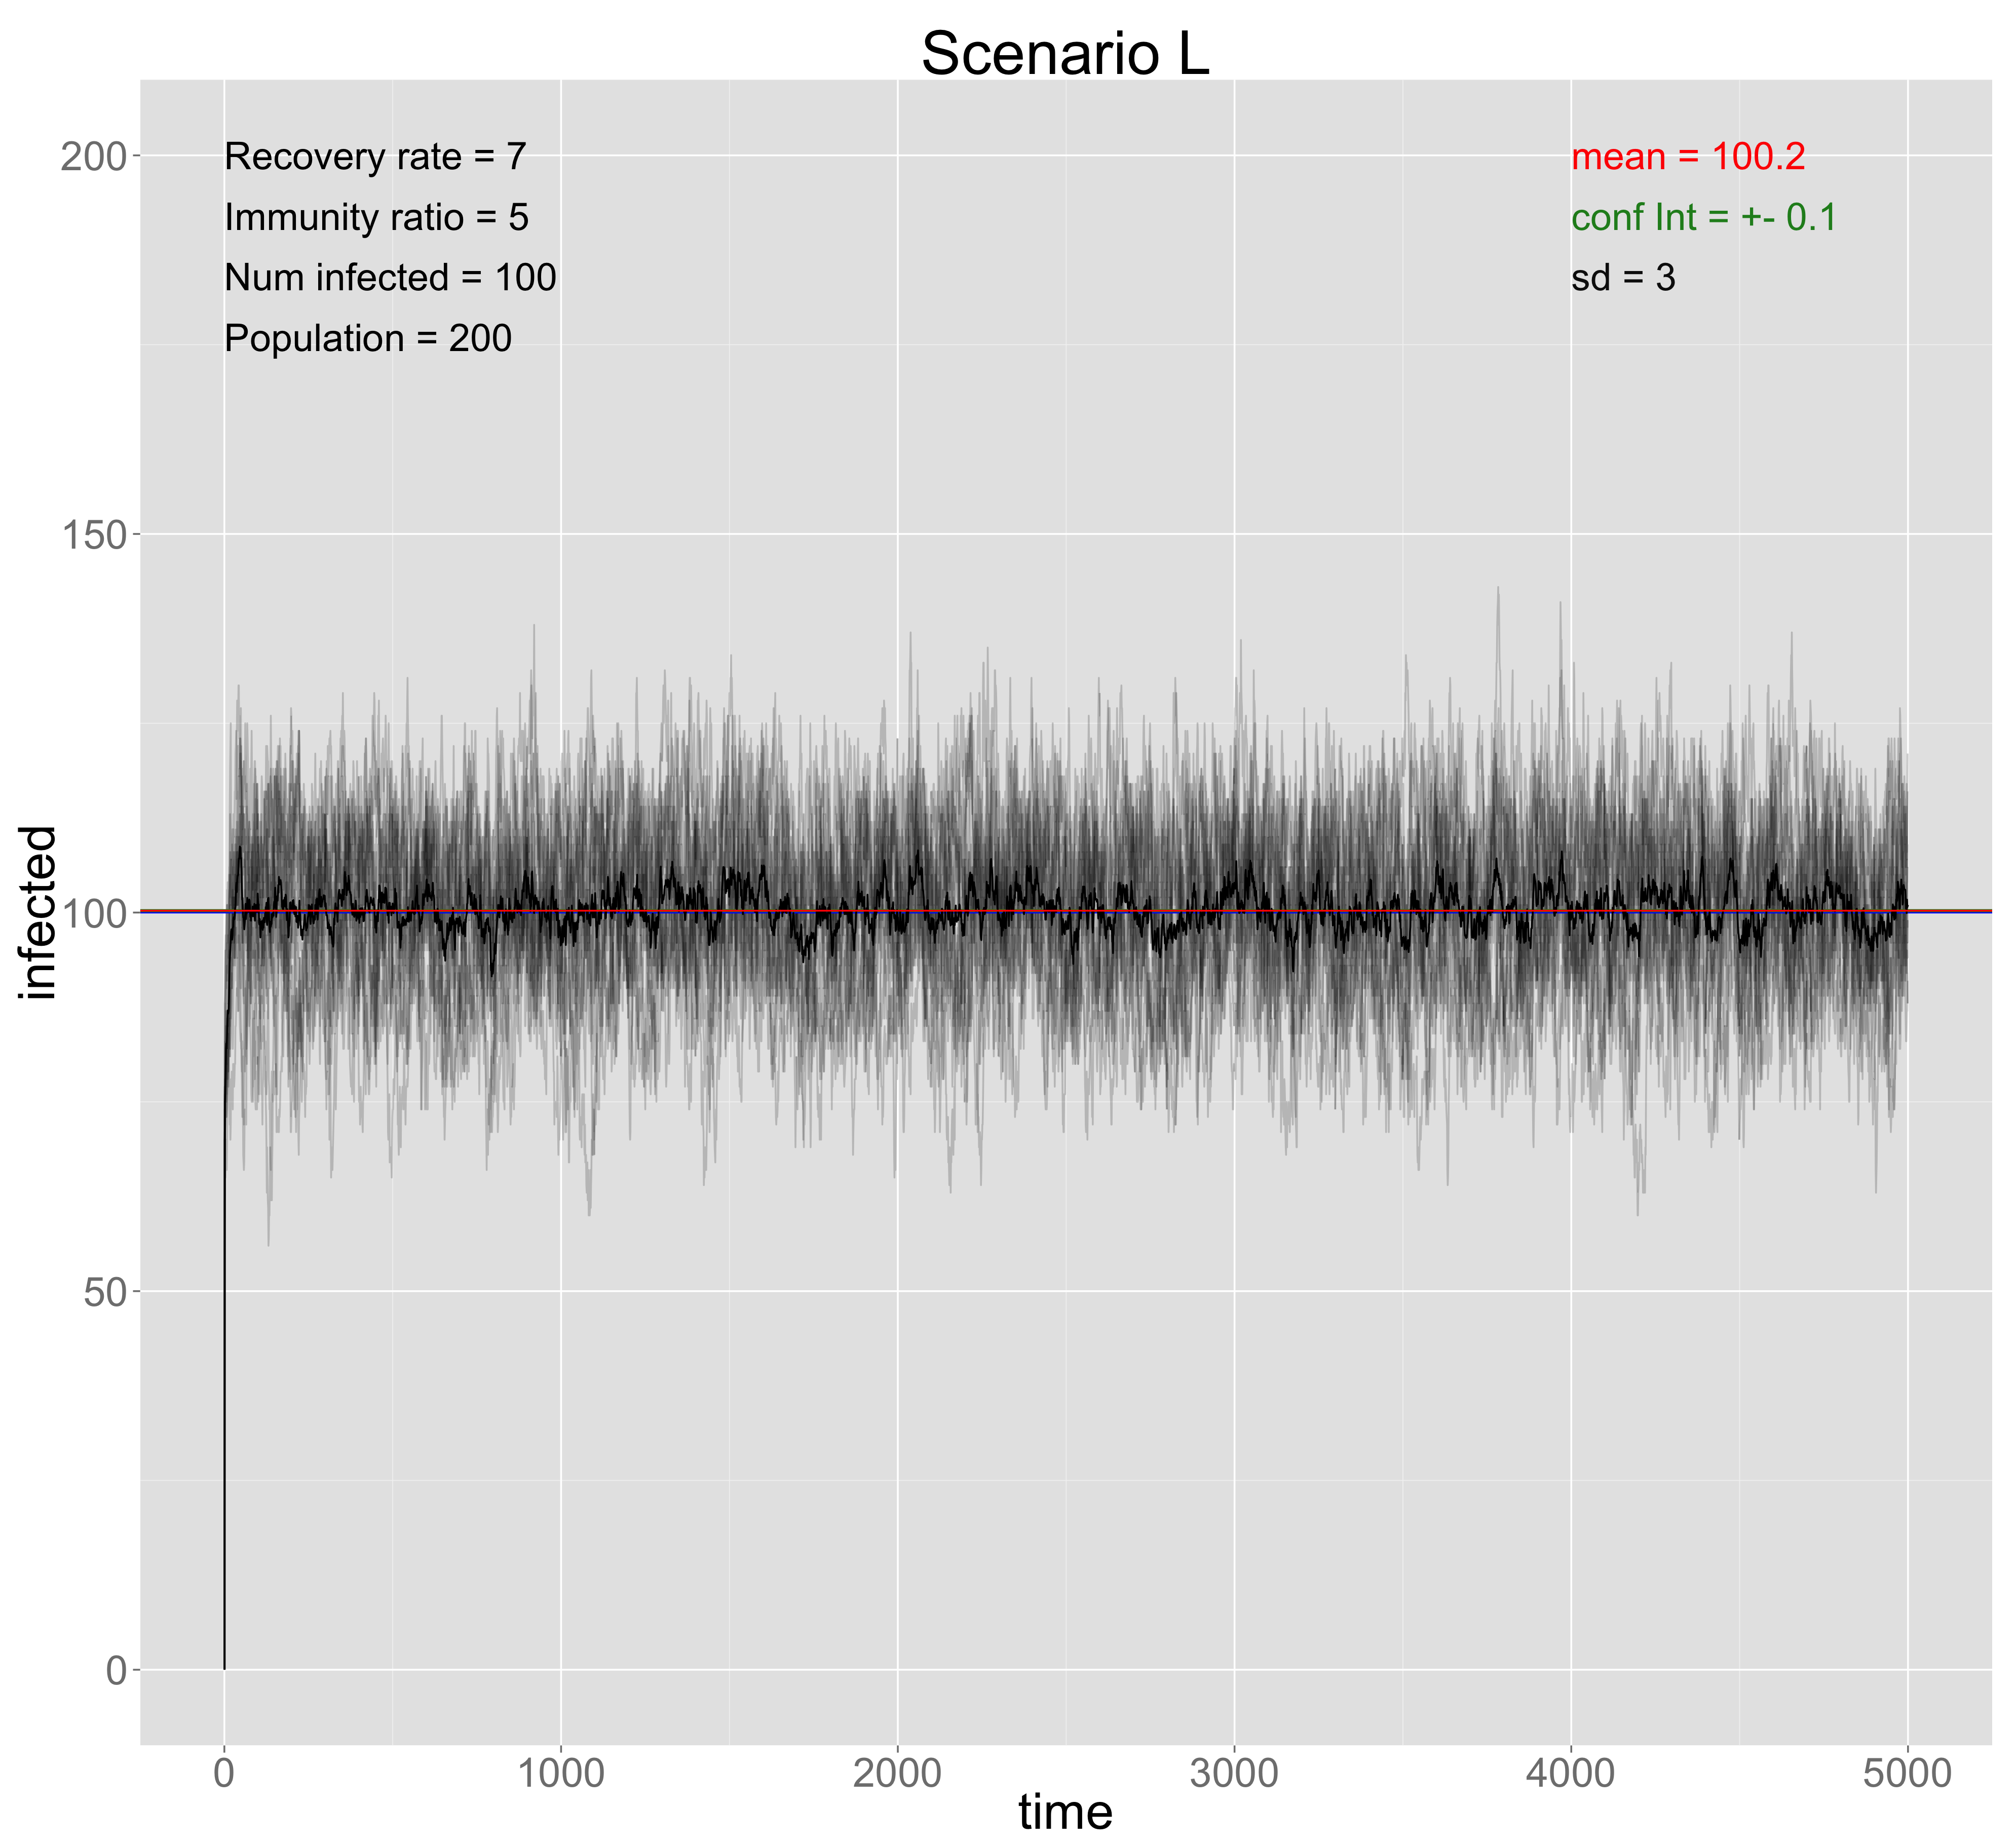 Scenario L
Recovery rate = 7
Immunity ratio = 5
Num infected = 100
Population = 200
mean = 100.2
conf Int = +- 0.1
sd = 3
infected
200
150
100
50
0
0 1000 2000 3000 4000 5000
time